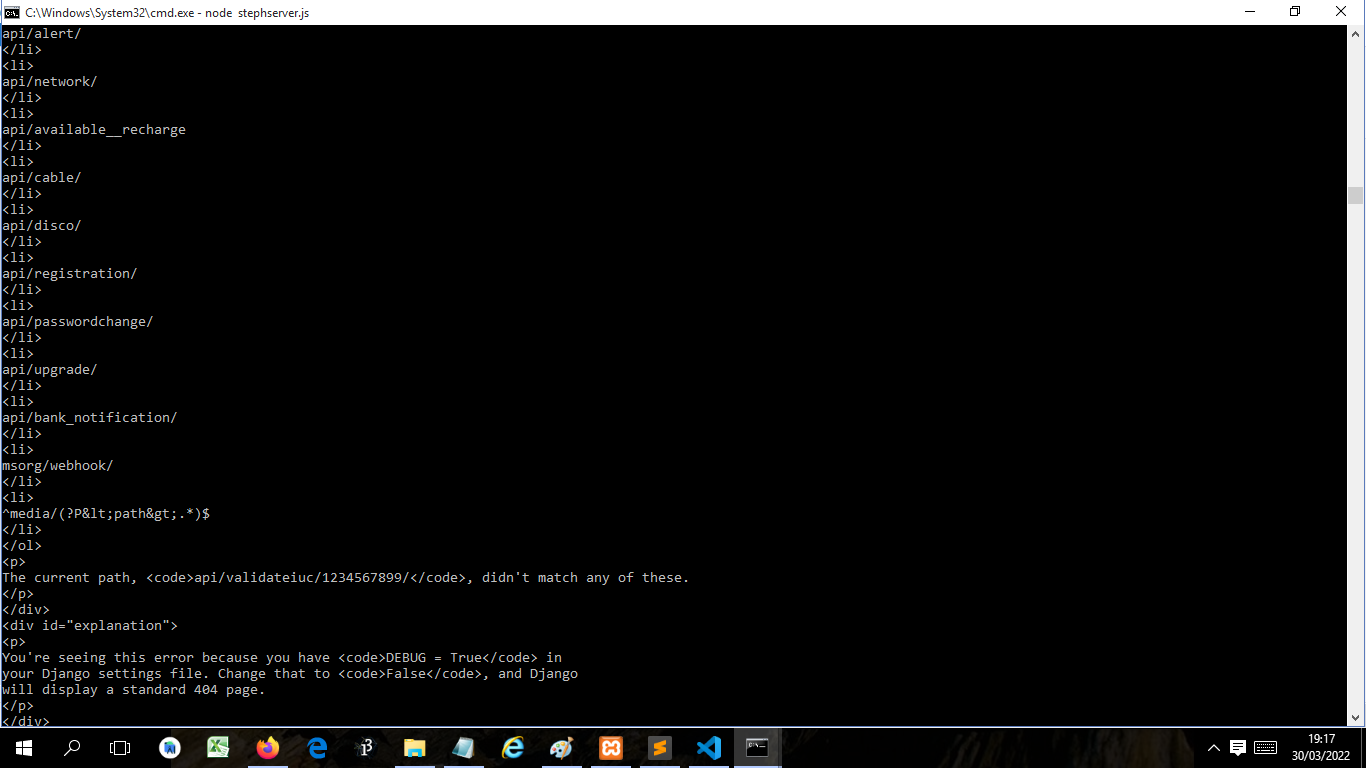 C:\Windows\System32\cmd.exe - node stephserver.js
api/alert/
</li>
<li>
api/network/
</li>
<li>
api/available__recharge
</li>
<li>
api/cable/
</li>
<li>
api/disco/
</li>
<li>
api/registration/
</li>
<li>
api/passwordchange/
</li>
<li>
api/upgrade/
</li>
<li>
api/bank_notification/
</li>
<li>
msorg/webhook/
</li>
<li>
^media/(?P&lt;path&gt;.*)$
</li>
</ol>
<p>
The current path, <code>api/validateiuc/1234567899/</code>, didn't match any of these.
</p>
</div>
<div id="explanation">
<p>
You're seeing this error because you have <code>DEBUG = True</code> in
your Django settings file. Change that to <code>False</code>, and Django
will display a standard 404 page.
</p>
</div>
19:17
30/03/2022